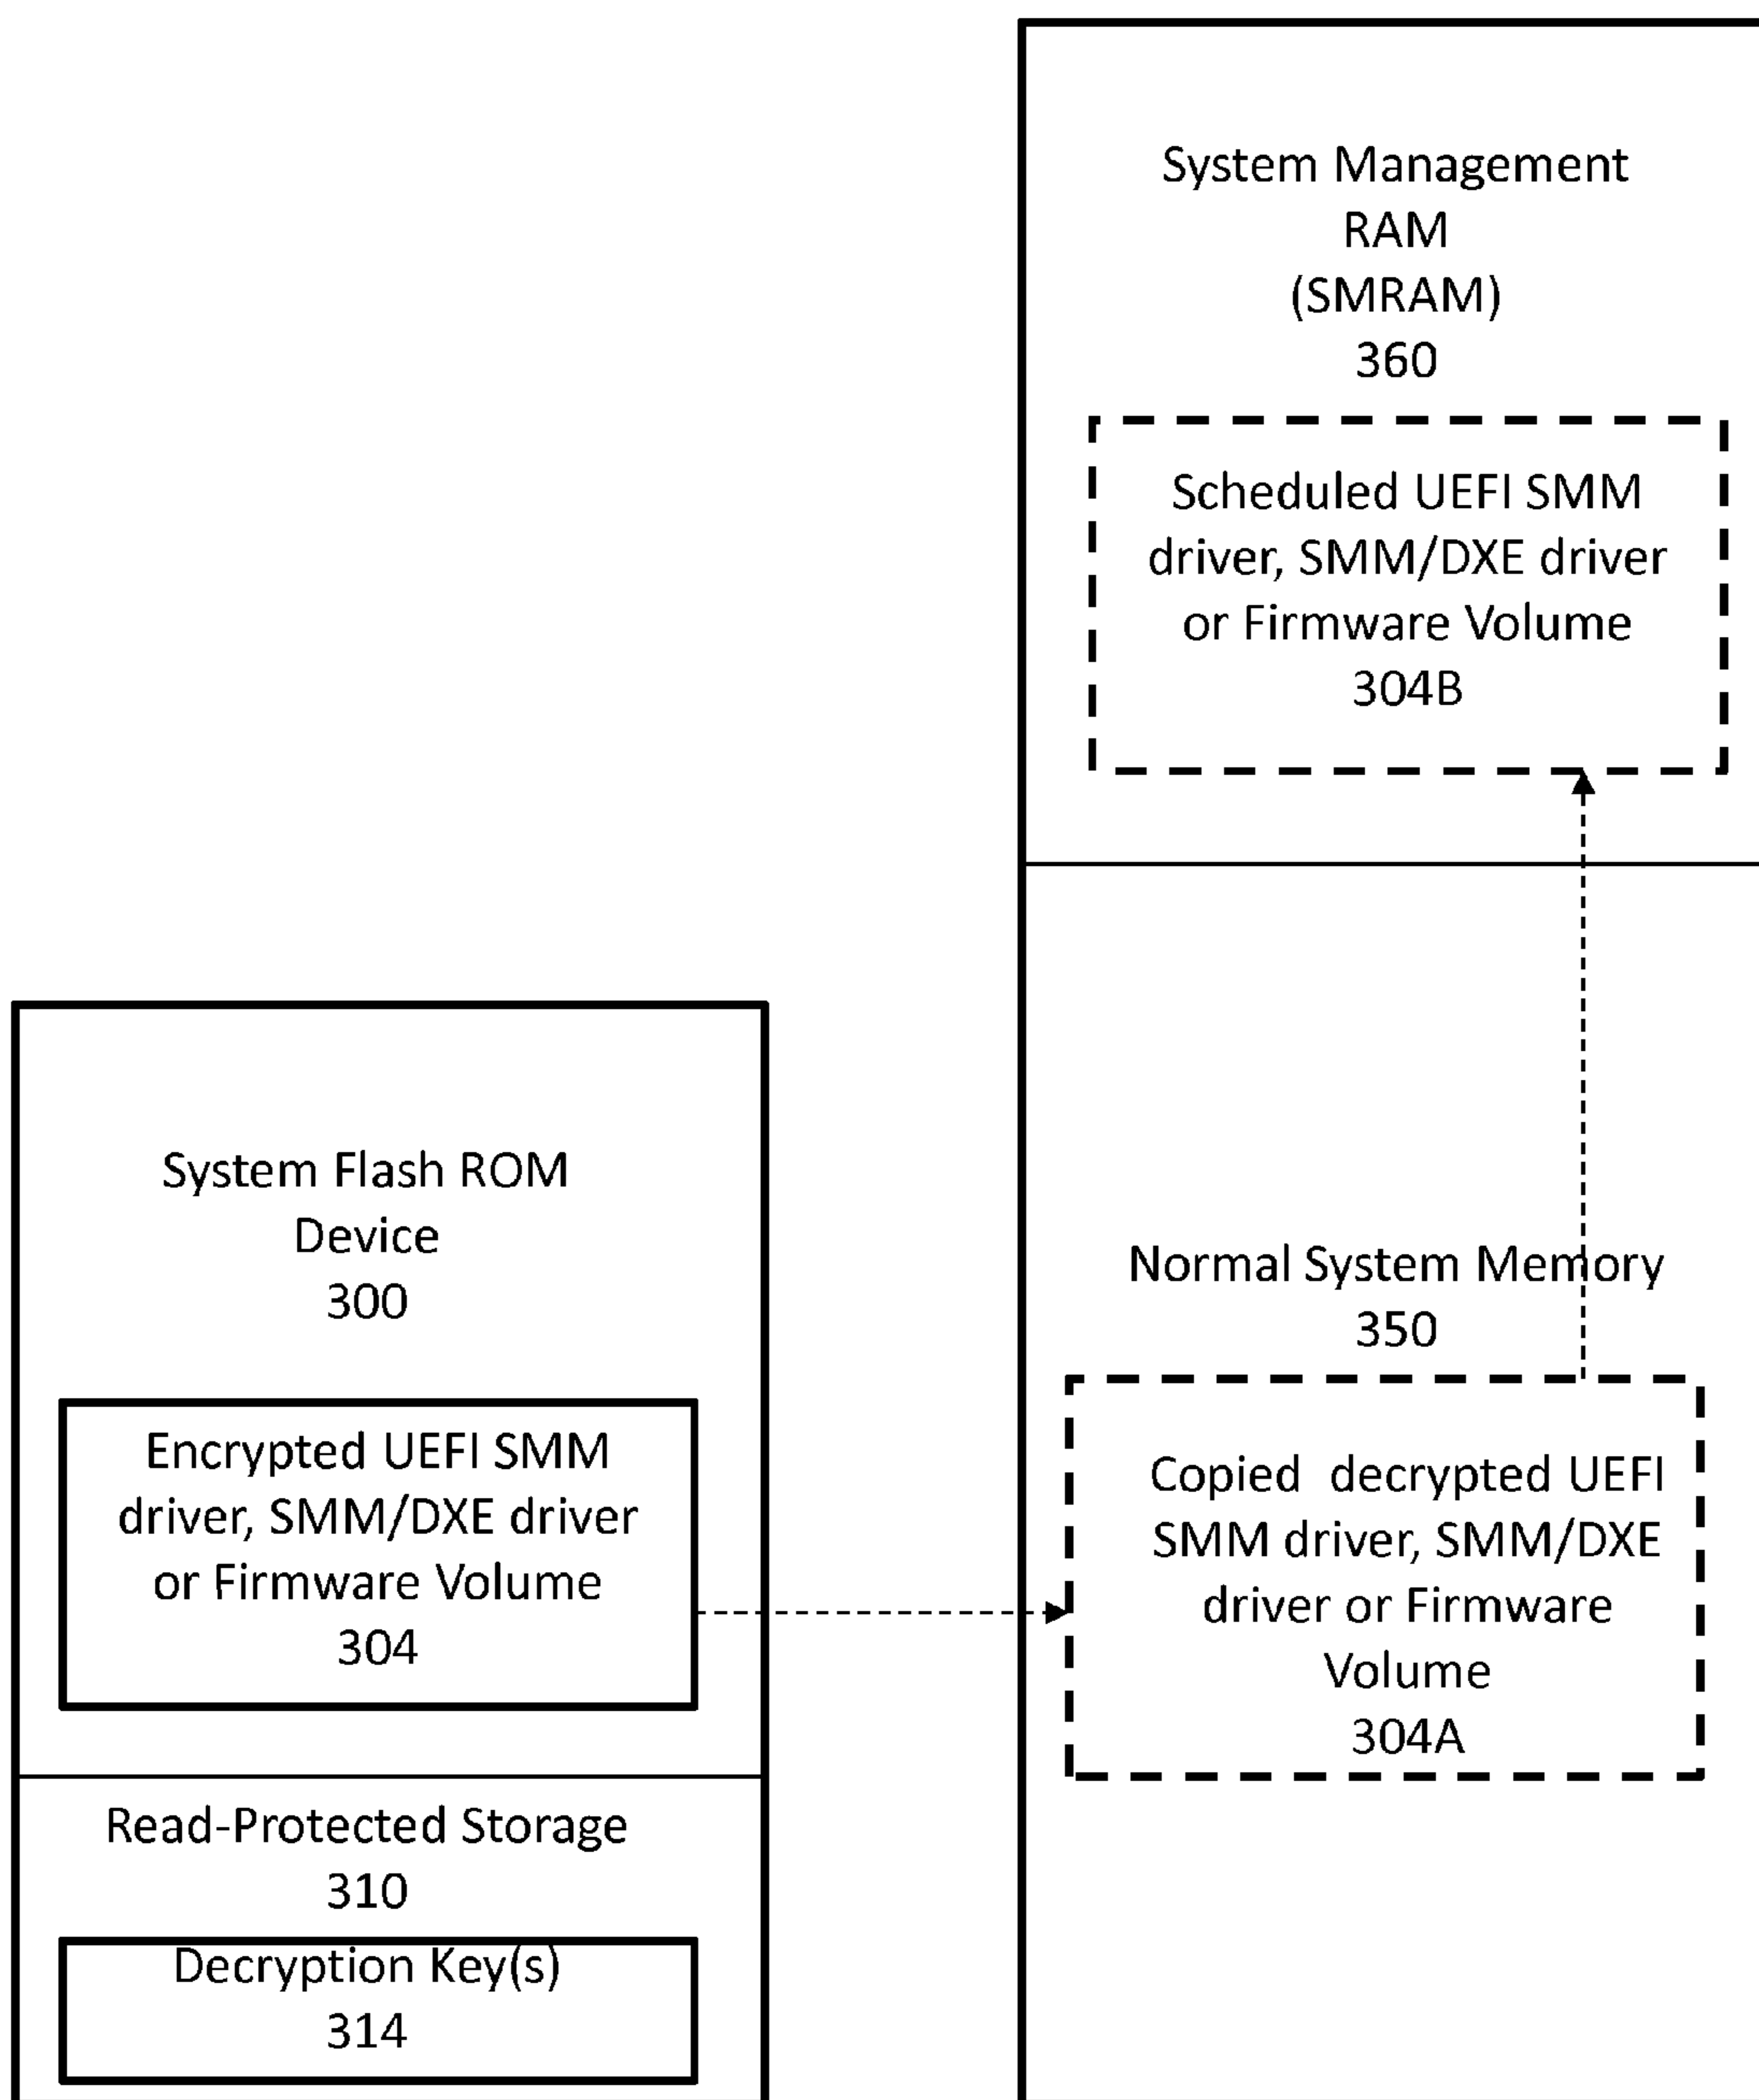 System Management
RAM
(SMRAM)
360
Scheduled UEFI SMM
driver, SMM/DXE driver
or Firmware Volume
304B
System Flash ROM
Device
300
Encrypted UEFI SMM
driver, SMM/DXE driver
or Firmware Volume
304
Read-Protected Storage
310
Decryption Key(s)
314
Normal System Memory
350
Copied decrypted UEFI
SMM driver, SMM/DXE
driver or Firmware
Volume
304A